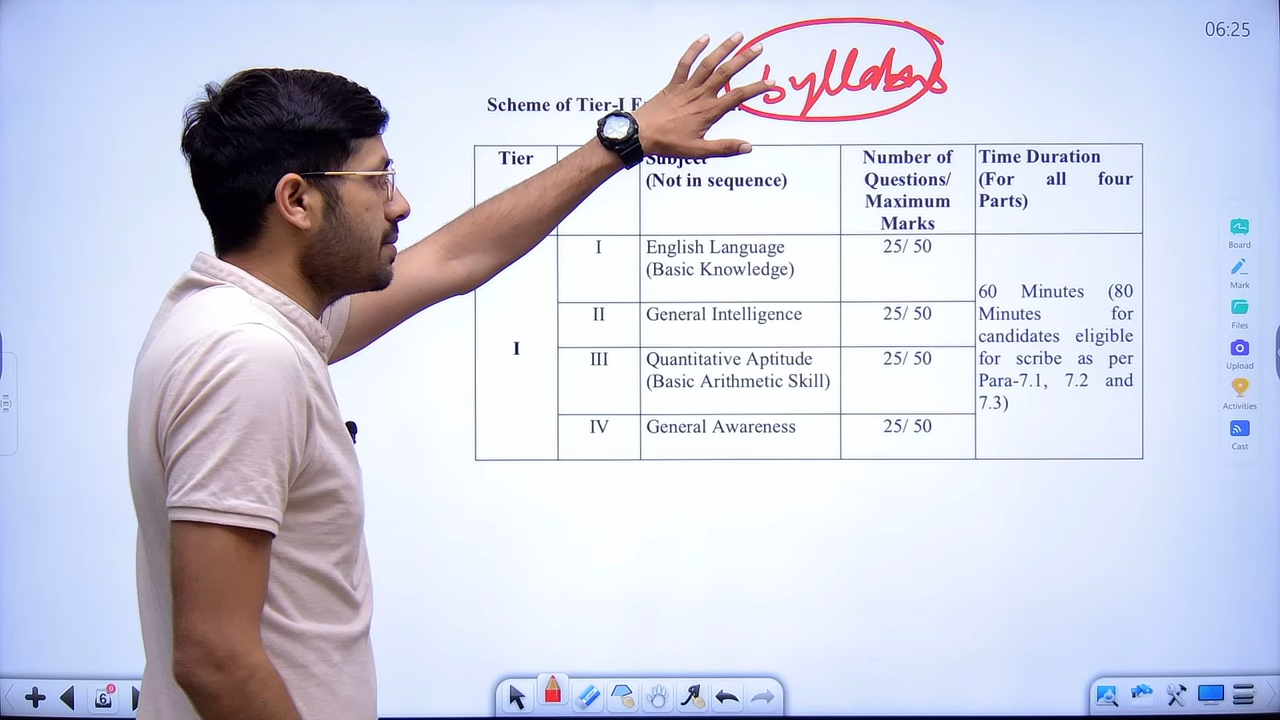 06:25
Syllabus
Scheme of Tier-I
Tier
Subject
(Not in sequence)
Number of
Questions/
Maximum
Marks
Time Duration
(For all four
Parts)
I
I
English Language
(Basic Knowledge)
25/ 50
II
General Intelligence
25/ 50
III
Quantitative Aptitude
(Basic Arithmetic Skill)
25/ 50
IV
General Awareness
25/ 50
60 Minutes (80
Minutes for
candidates eligible
for scribe as per
Para-7.1, 7.2 and
7.3)
Board
Mark
Files
Upload
Activities
Cast
6